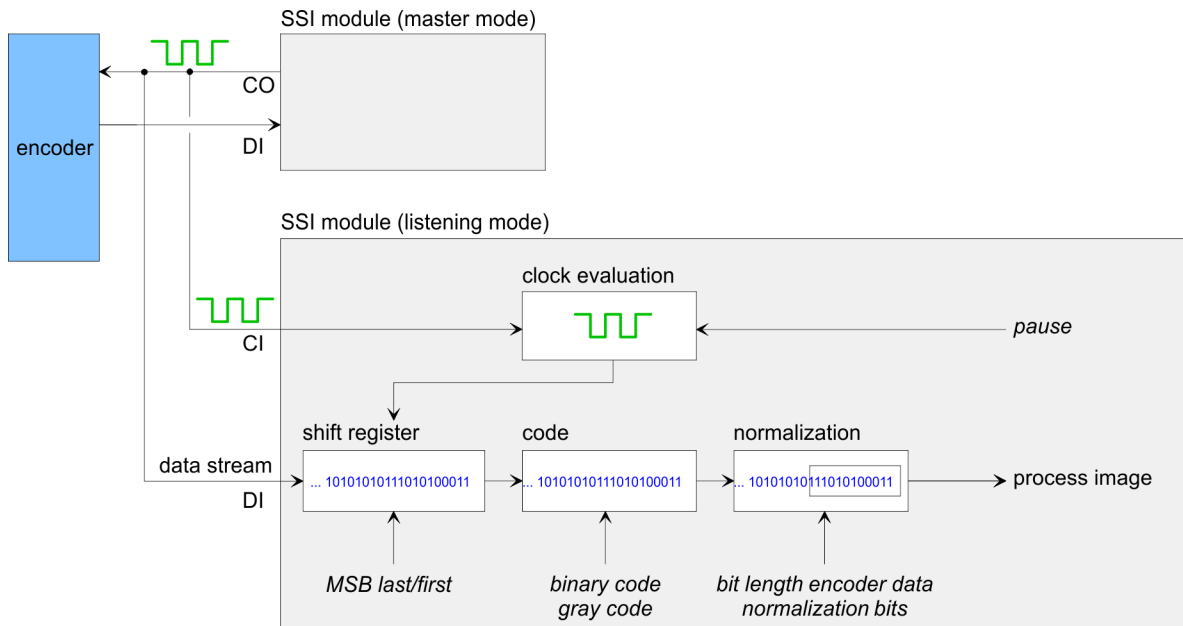 SSI module (master mode)
CO
encoder
DI
SSI module (listening mode)
clock evaluation
CI
pause
shift register
code
normalization
data stream
... 10101010111010100011
... 10101010111010100011
... 10101010111010100011
process image
DI
MSB last/first
binary code
gray code
bit length encoder data
normalization bits